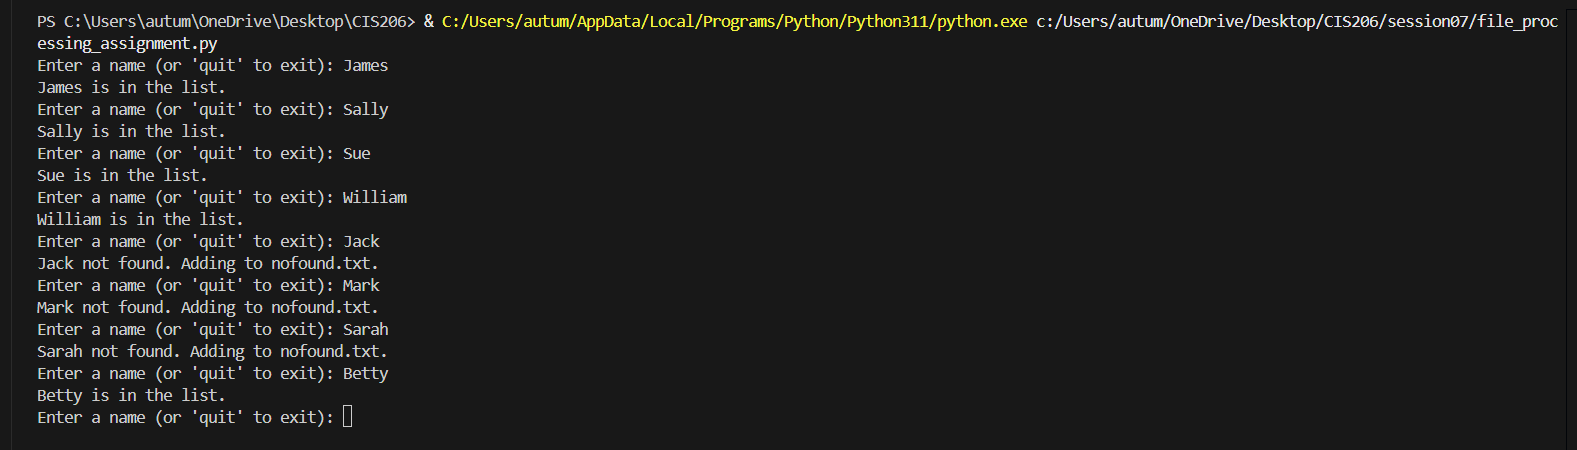 PS C:\Users\autum\OneDrive\Desktop\CIS206> & C:/Users/autum/AppData/Local/Programs/Python/Python311/python.exe c:/Users/autum/OneDrive/Desktop/CIS206/session07/file_proc
essing_assignment.py
Enter a name (or 'quit' to exit): James
James is in the list.
Enter a name (or 'quit' to exit): Sally
Sally is in the list.
Enter a name (or 'quit' to exit): Sue
Sue is in the list.
Enter a name (or 'quit' to exit): William
William is in the list.
Enter a name (or 'quit' to exit): Jack
Jack not found. Adding to nofound.txt.
Enter a name (or 'quit' to exit): Mark
Mark not found. Adding to nofound.txt.
Enter a name (or 'quit' to exit): Sarah
Sarah not found. Adding to nofound.txt.
Enter a name (or 'quit' to exit): Betty
Betty is in the list.
Enter a name (or 'quit' to exit):